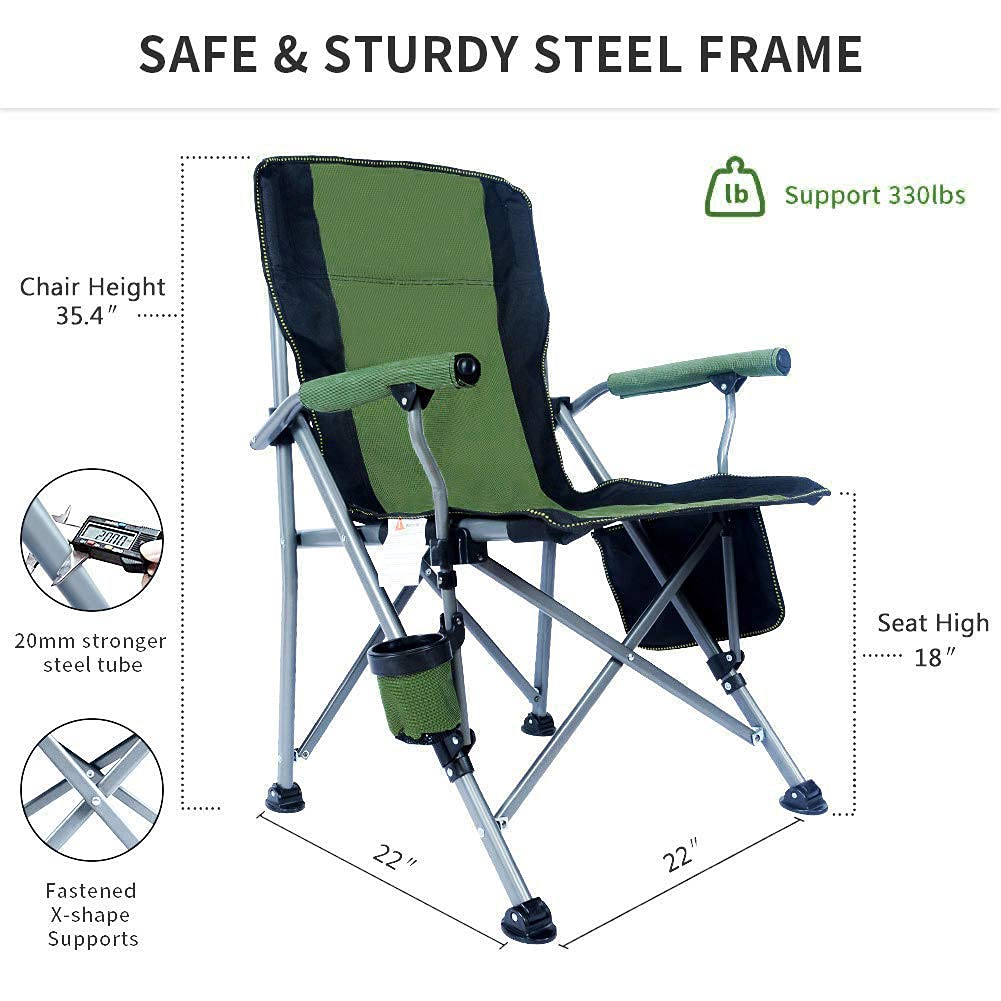 SAFE & STURDY STEEL FRAME
lb
Support 330lbs
Chair Height
35.4″
20mm stronger
steel tube
Seat High
18″
22″
22″
Fastened
X-shape
Supports